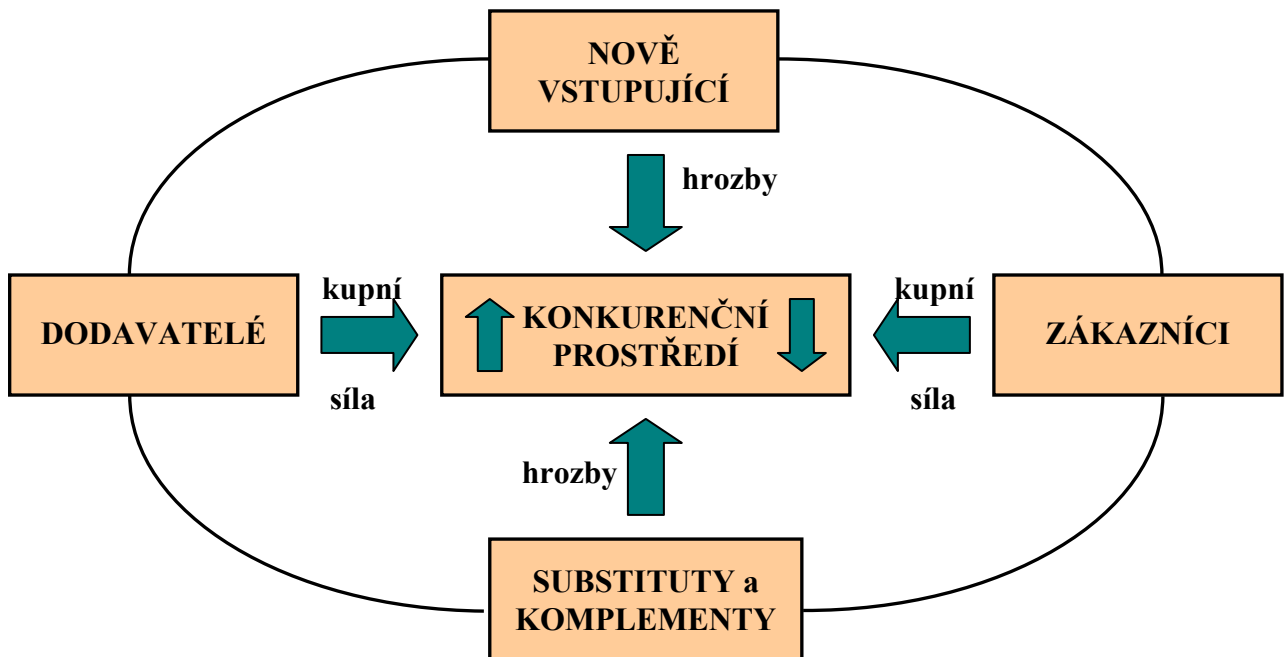 NOVĚ
VSTUPUJÍCÍ
hrozby
DODAVATELÉ
kupní
síla
KONKURENČNÍ
PROSTŘEDÍ
kupní
síla
ZÁKAZNÍCI
hrozby
SUBSTITUTY a
KOMPLEMENTY